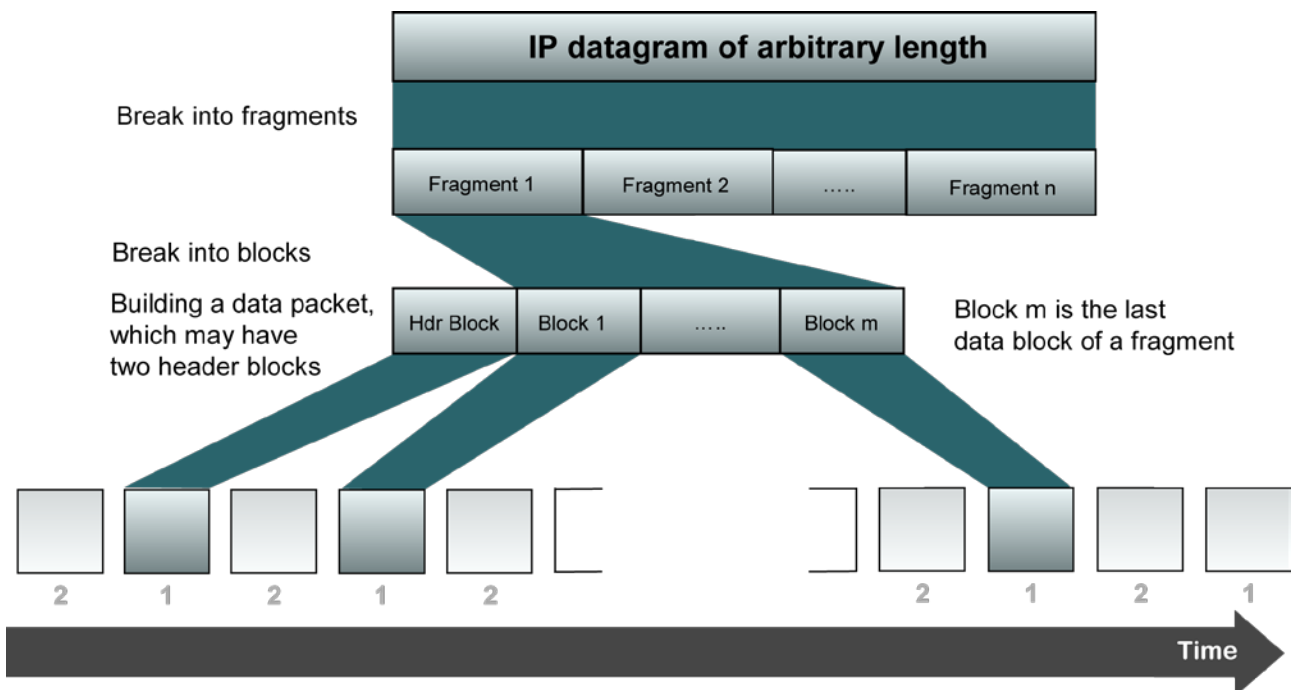 IP datagram of arbitrary length
Break into fragments
Fragment 1
Fragment 2
.....
Fragment n
Break into blocks
Building a data packet,
which may have
two header blocks
Hdr Block
Block 1
.....
Block m
Block m is the last
data block of a fragment
2
1
2
1
2
2
1
2
1
Time